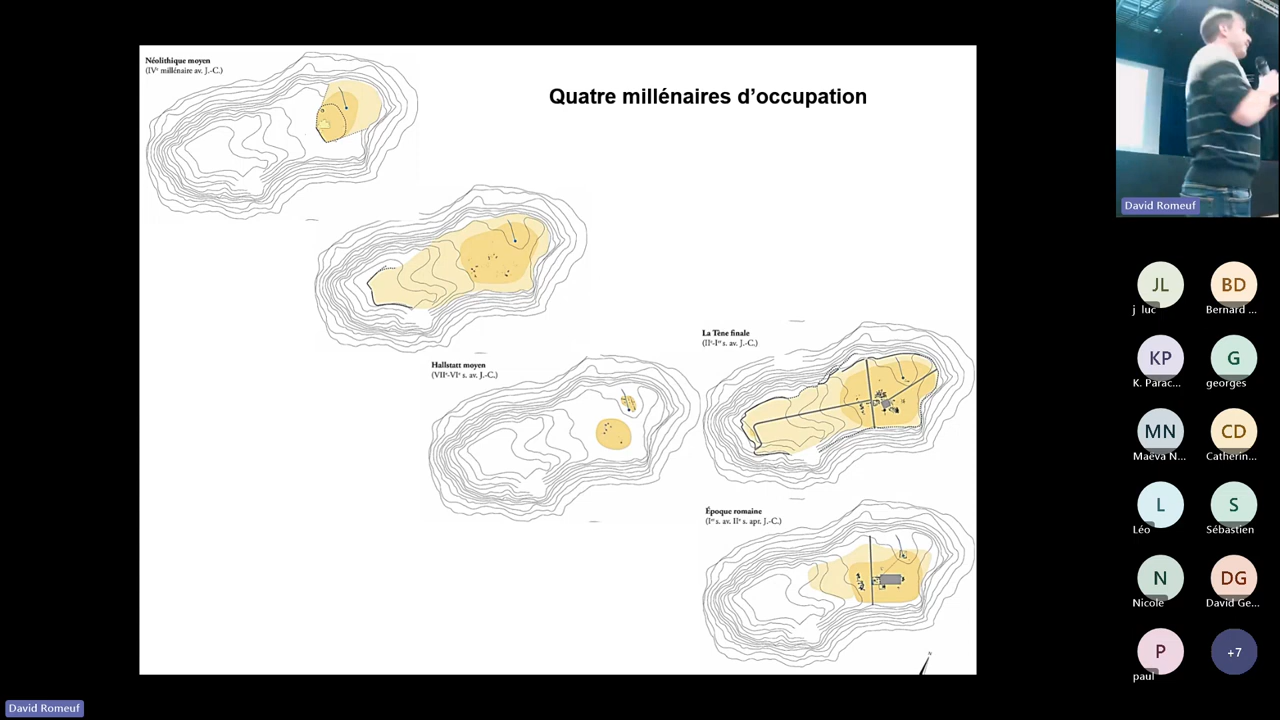 Néolithique moyen
(IVᵉ millénaire av. J.-C.)
Quatre millénaires d'occupation
Hallstatt moyen
(VIIᵉ-VIᵉ s. av. J.-C.)
La Tène finale
(IIᵉ-Iᵉʳ s. av. J.-C.)
Époque romaine
(Iᵉʳ s. av. IIᵉ s. apr. J.-C.)
N
David Romeuf
JL
j luc
BD
Bernard ...
KP
K. Parac...
G
georges
MN
Maëva N...
CD
Catherin...
L
Léo
S
Sébastien
N
Nicole
DG
David Ge...
P
paul
+7
David Romeuf